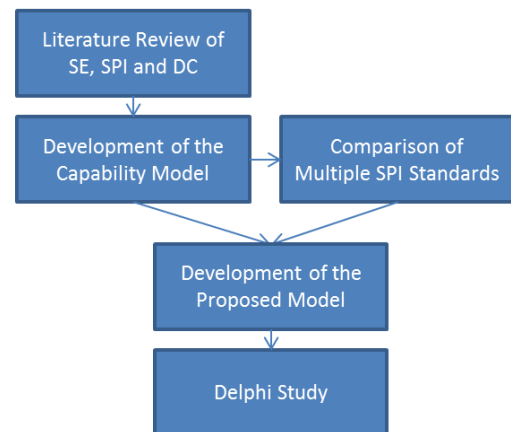 Literature Review of
SE, SPI and DC
Development of the
Capability Model
Comparison of
Multiple SPI Standards
Development of the
Proposed Model
Delphi Study